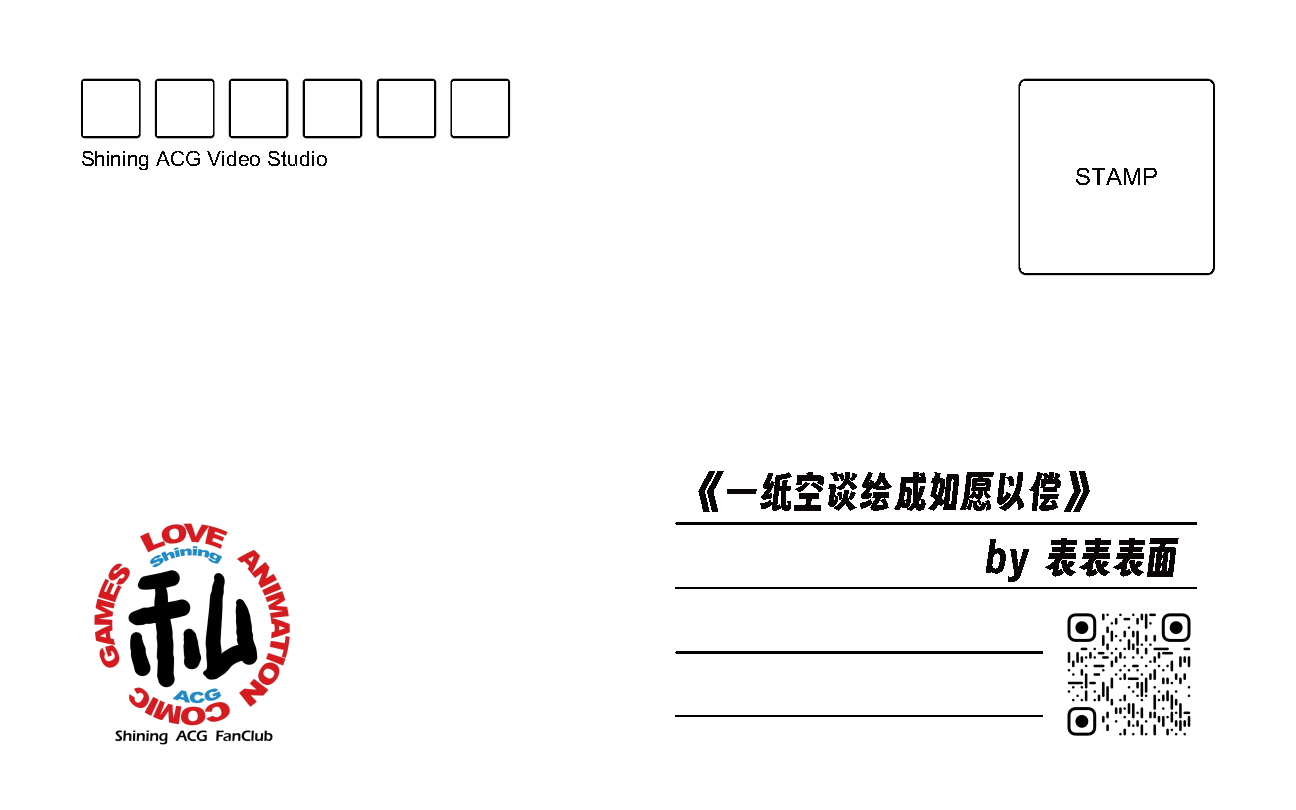 Shining ACG Video Studio
STAMP
《一纸空谈绘成如愿以偿》
by 表表表面
LOVE
Shining
ANIMATION
GAMES
私
ACG
COMIC
Shining ACG FanClub